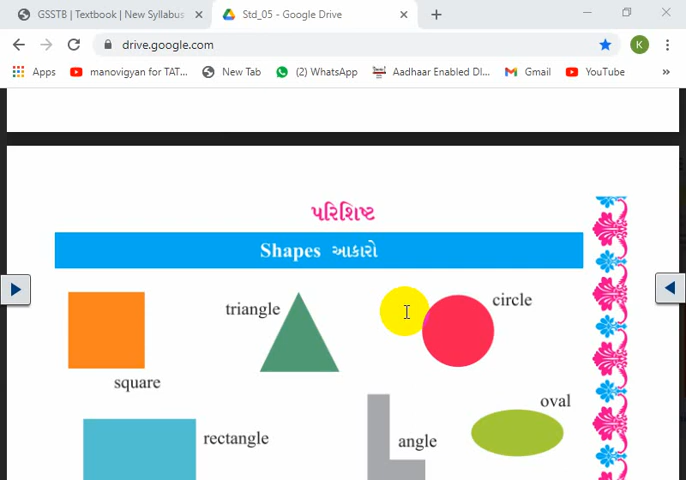 GSSTB | Textbook | New Syllabus
Std_05 - Google Drive
drive.google.com
K
Apps
manovigyan for TAT...
New Tab
(2) WhatsApp
Aadhaar Enabled DI...
Gmail
YouTube
પરિશિષ્ટ
Shapes આકારો
triangle
circle
square
oval
rectangle
angle